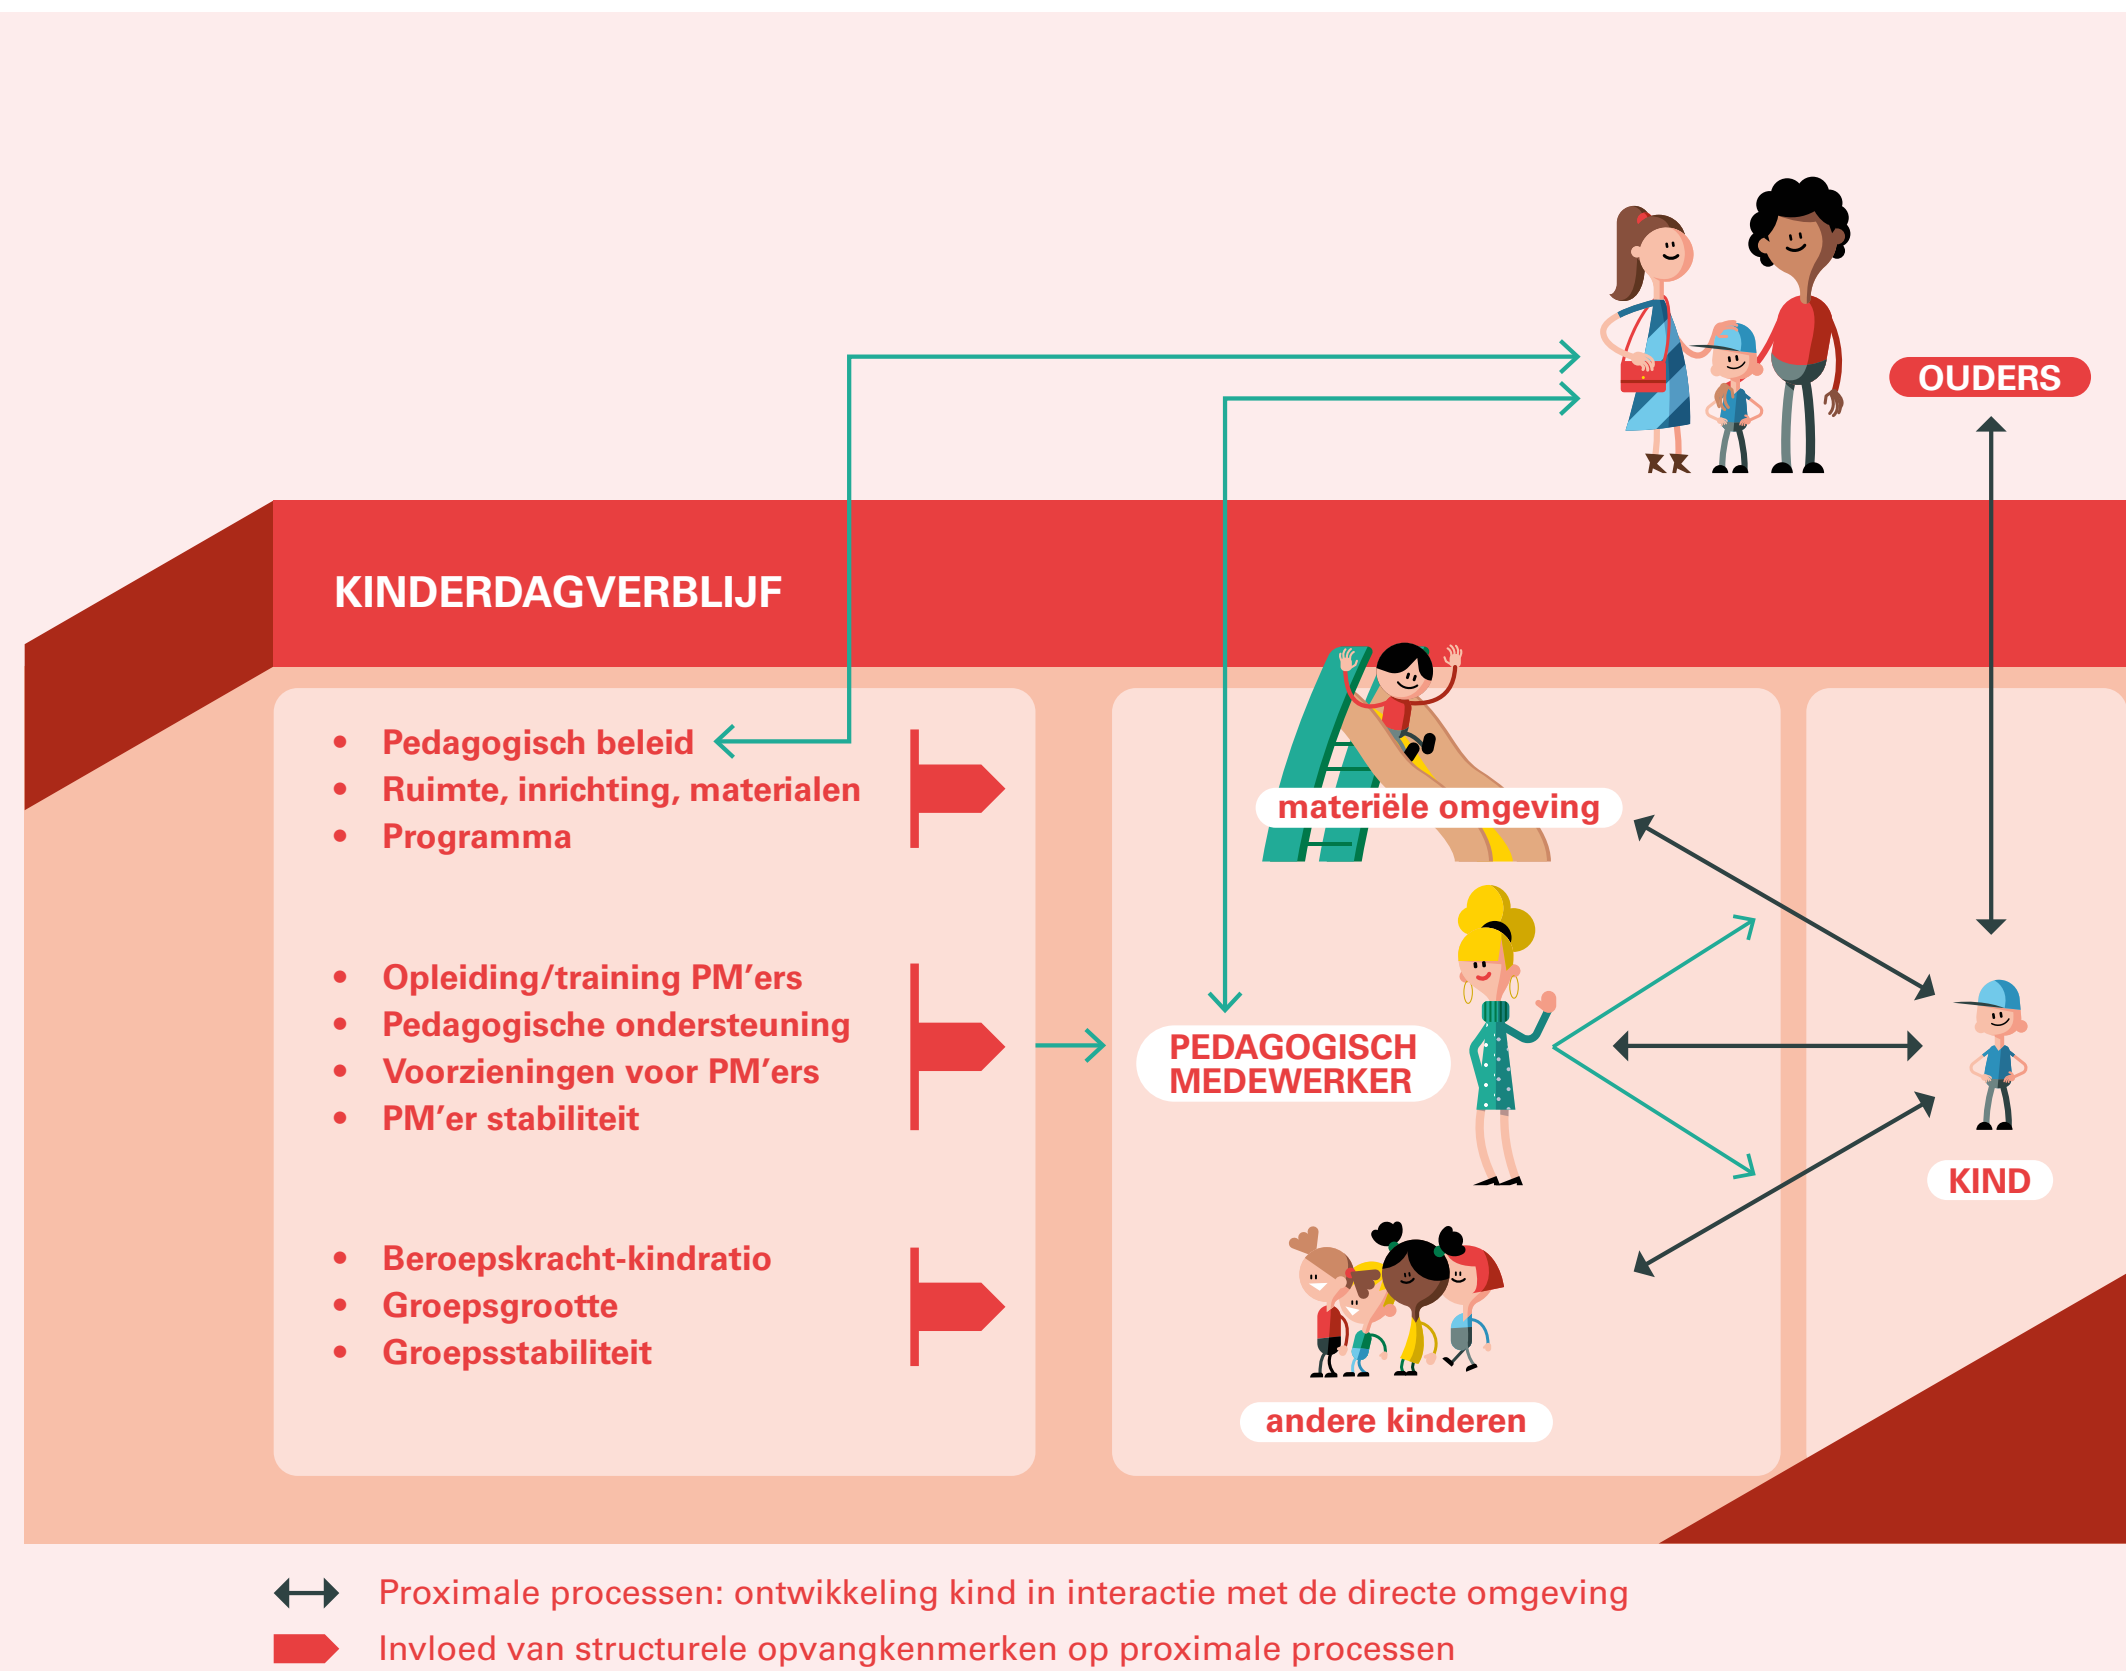 OUDERS
KINDERDAGVERBLIJF
• Pedagogisch beleid
• Ruimte, inrichting, materialen
• Programma
• Opleiding/training PM’ers
• Pedagogische ondersteuning
• Voorzieningen voor PM’ers
• PM’er stabiliteit
• Beroepskracht-kindratio
• Groepsgrootte
• Groepsstabiliteit
materiële omgeving
PEDAGOGISCH
MEDEWERKER
andere kinderen
KIND
Proximale processen: ontwikkeling kind in interactie met de directe omgeving
Invloed van structurele opvangkenmerken op proximale processen